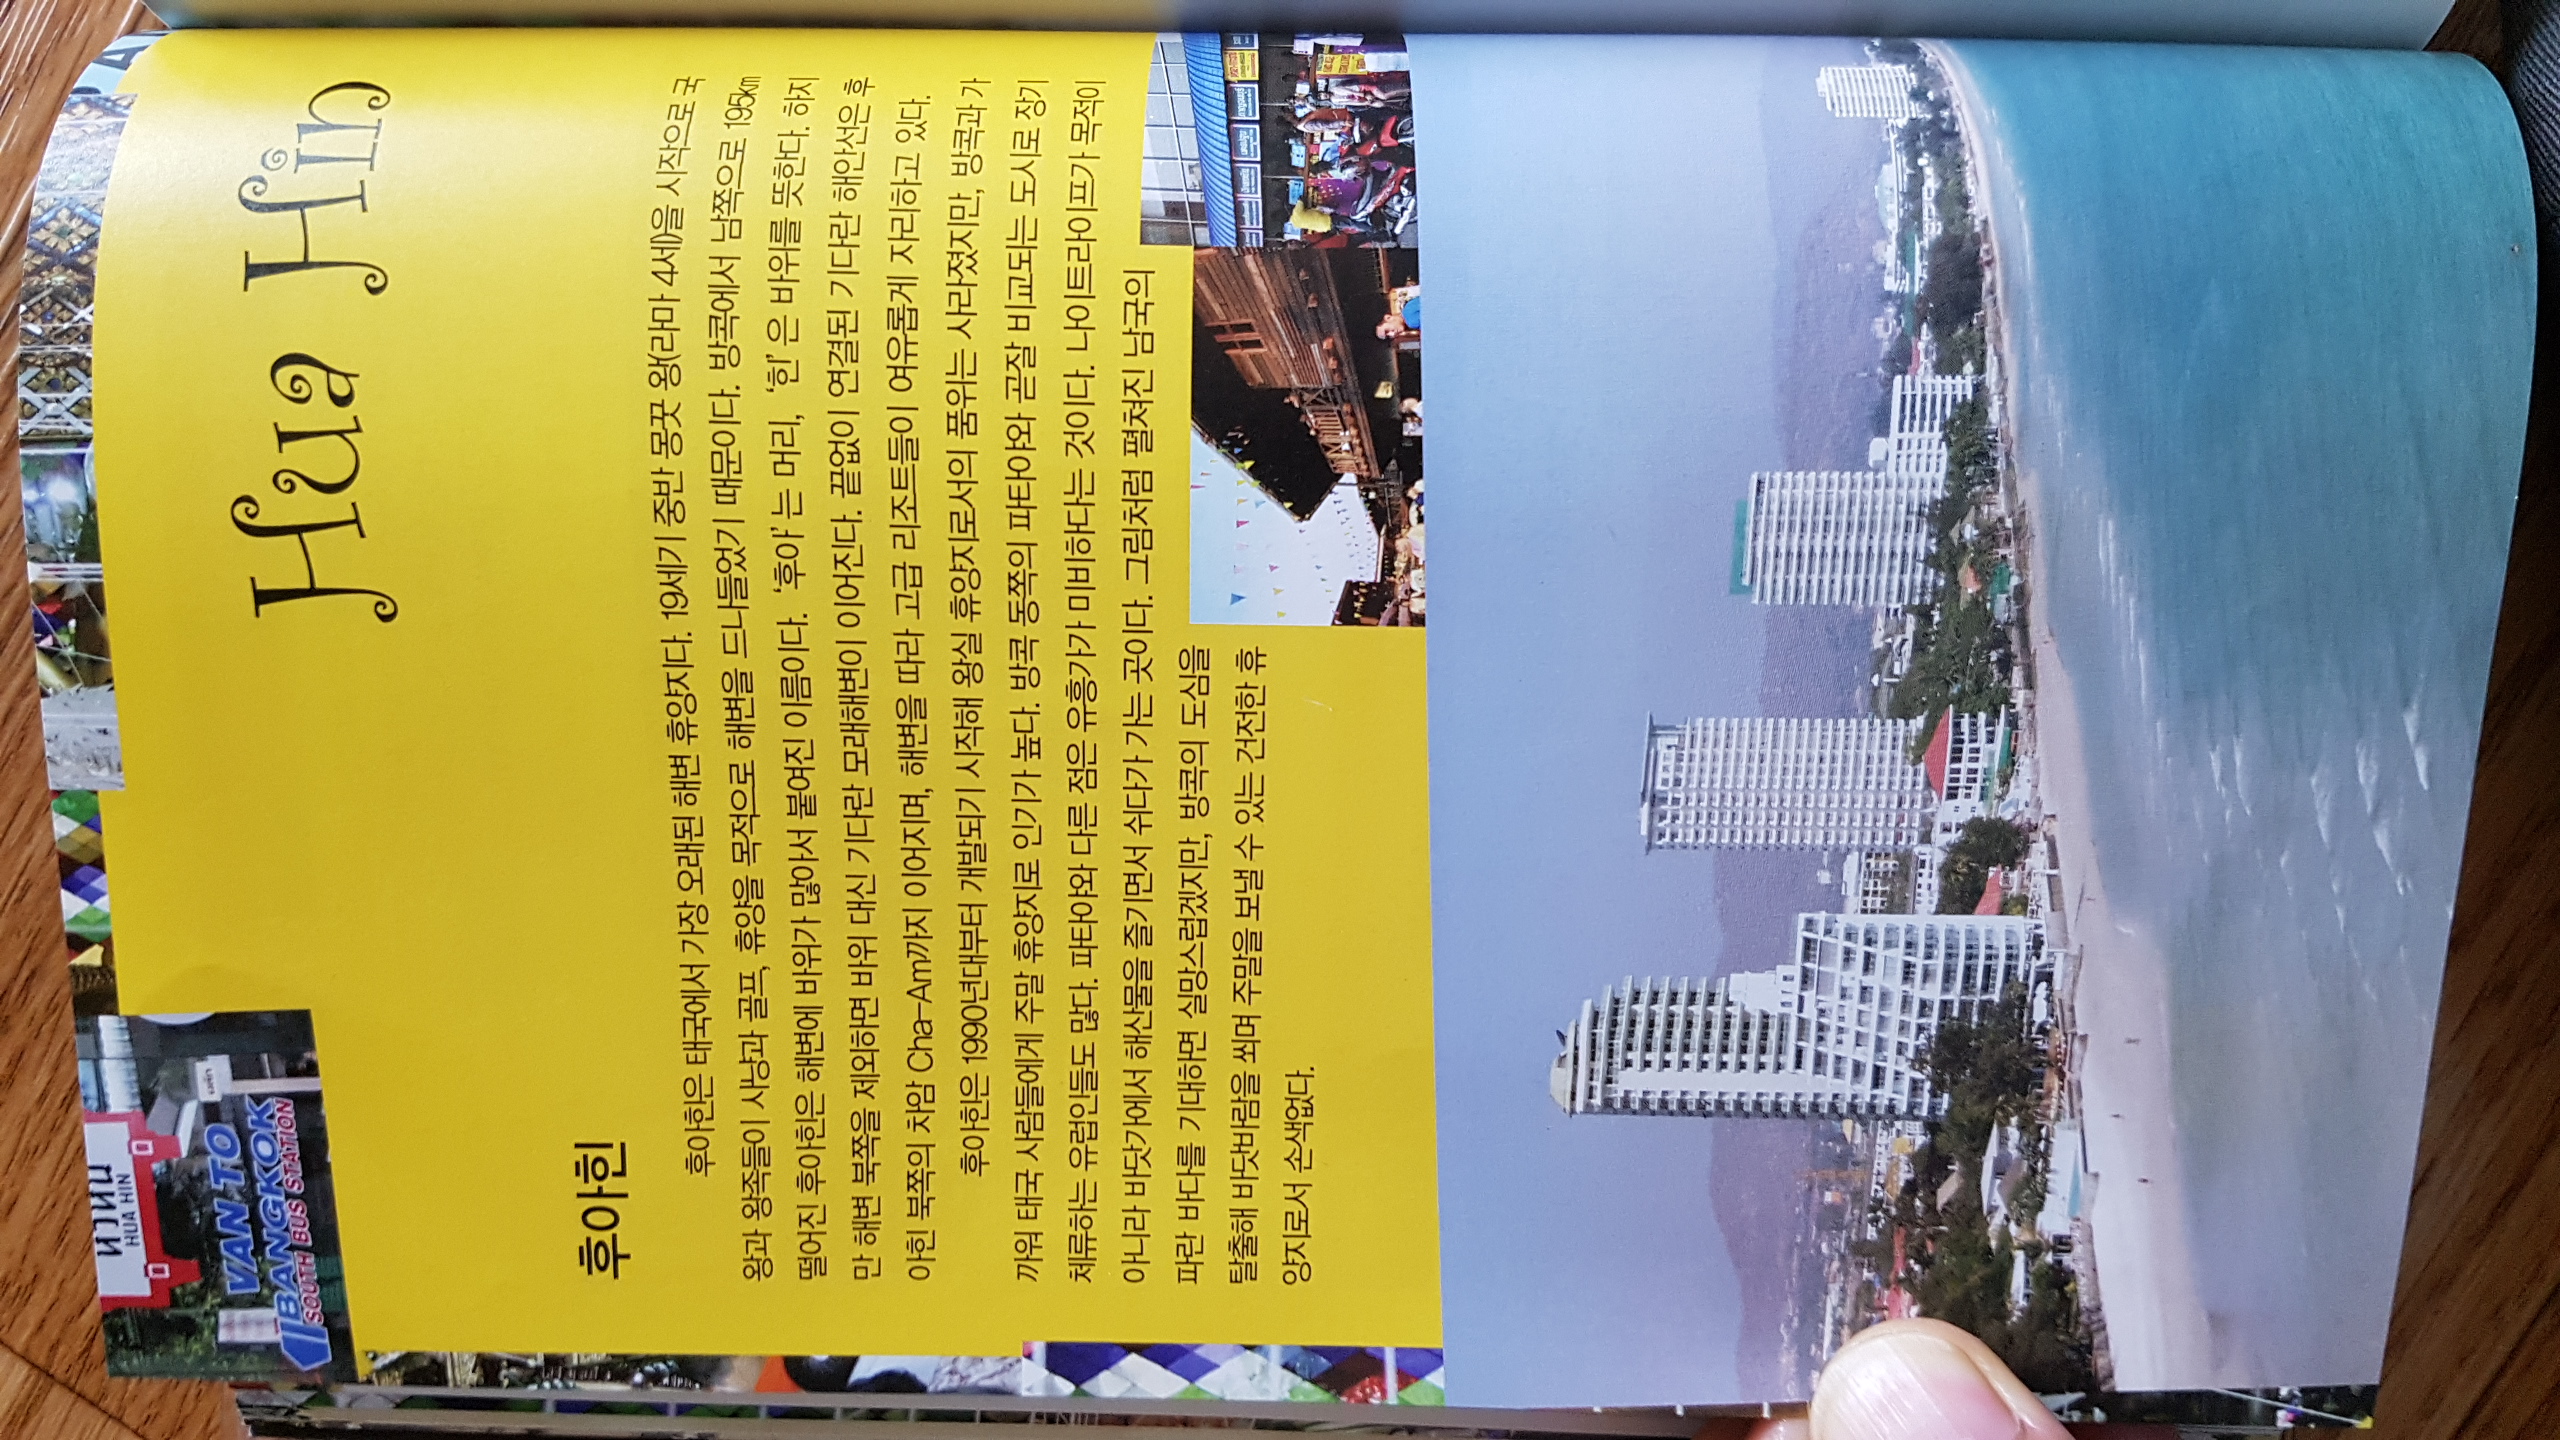 Hua Hin
หัวหิน
HUA HIN
VAN TO
BANGKOK
SOUTH BUS STATION
후아힌
후아힌은 태국에서 가장 오래된 해변 휴양지다. 19세기 중반 몽꿋 왕(라마 4세)을 시작으로 국
왕과 왕족들이 사냥과 골프, 휴양을 목적으로 해변을 드나들었기 때문이다. 방콕에서 남쪽으로 195km
떨어진 후아힌은 해변에 바위가 많아서 붙여진 이름이다. ‘후아’는 머리, ‘힌’은 바위를 뜻한다. 하지
만 해변 북쪽을 제외하면 바위 대신 기다란 모래해변이 이어진다. 끝없이 연결된 기다란 해안선은 후
아힌 북쪽의 차암 Cha-Am까지 이어지며, 해변을 따라 고급 리조트들이 여유롭게 자리하고 있다.
후아힌은 1990년대부터 개발되기 시작해 왕실 휴양지로서의 품위는 사라졌지만, 방콕과 가
까워 태국 사람들에게 주말 휴양지로 인기가 높다. 방콕 동쪽의 파타야와 곧잘 비교되는 도시로 장기
체류하는 유럽인들도 많다. 파타야와 다른 점은 유흥가가 미비하다는 것이다. 나이트라이프가 목적이
아니라 바닷가에서 해산물을 즐기면서 쉬다가 가는 곳이다. 그림처럼 펼쳐진 남국의
파란 바다를 기대하면 실망스럽겠지만, 방콕의 도심을
탈출해 바닷바람을 쐬며 주말을 보낼 수 있는 건전한 휴
양지로서 손색없다.